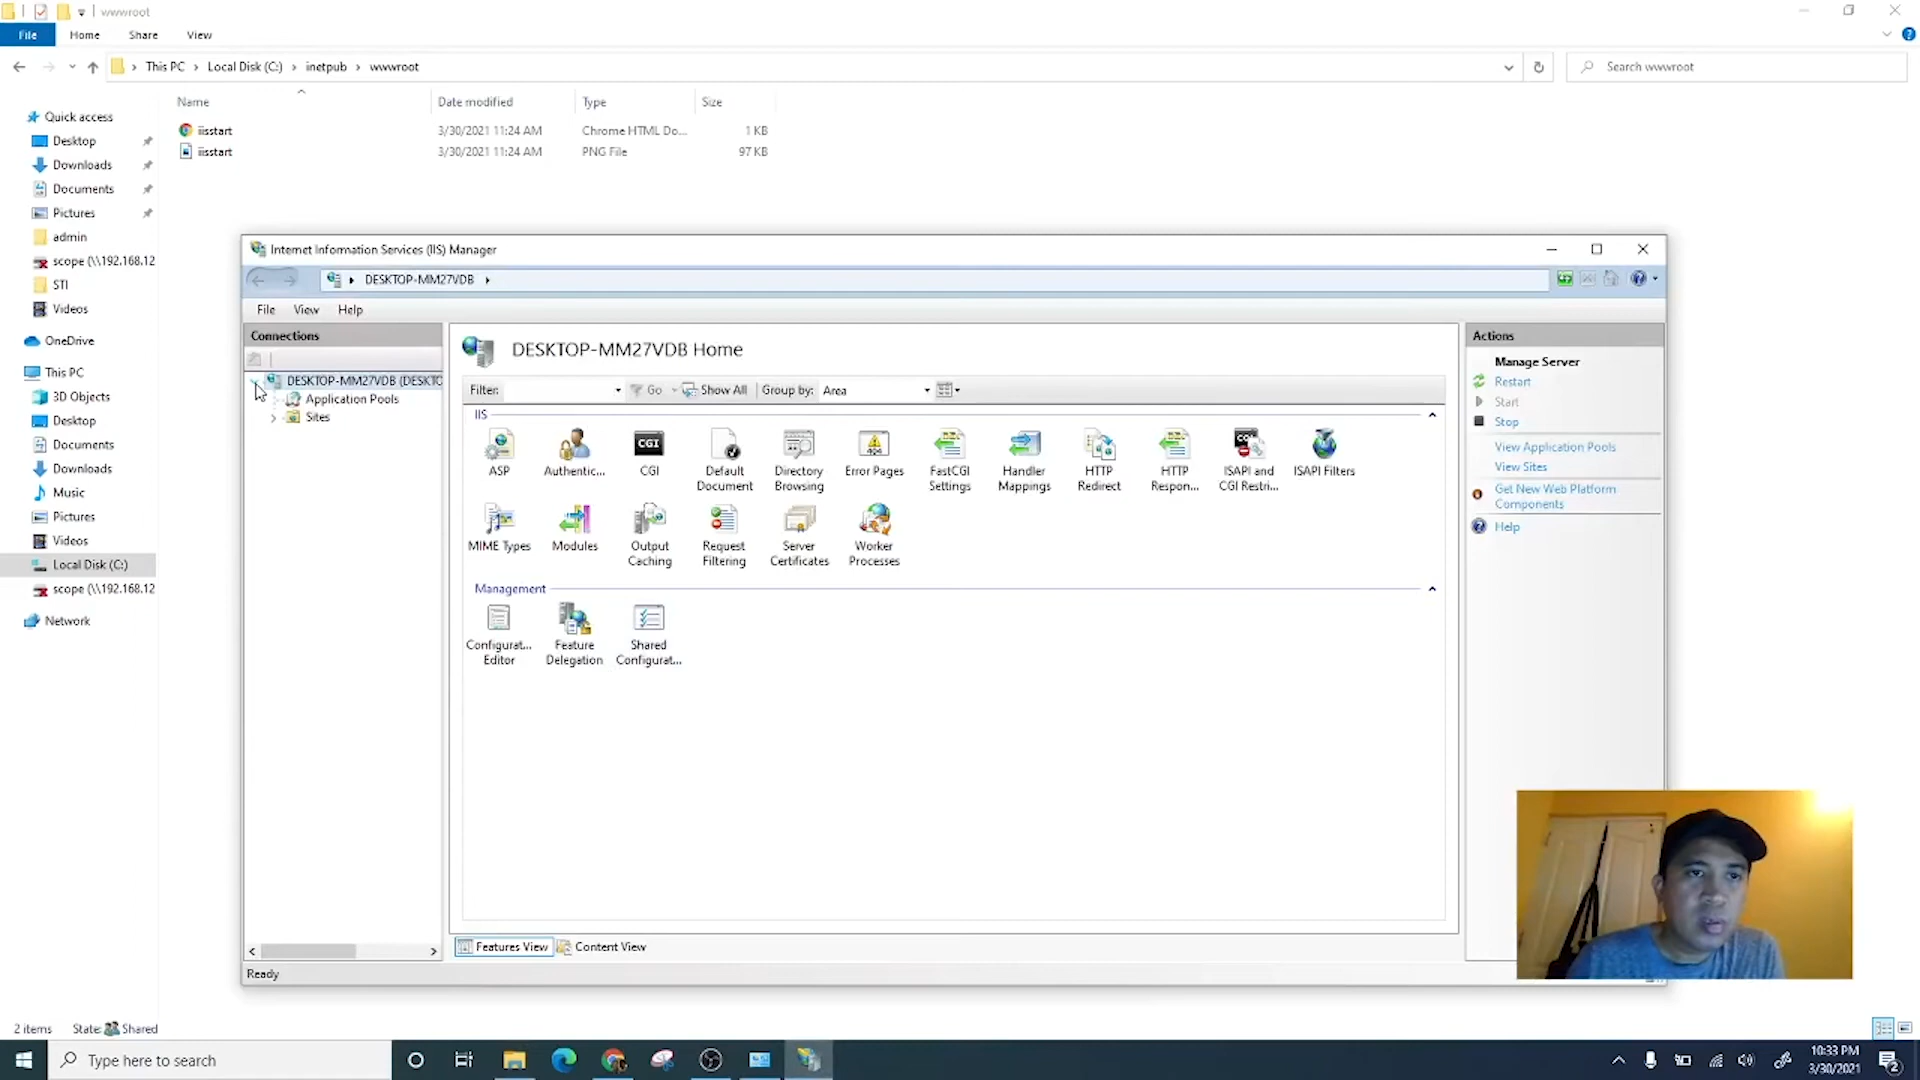 wwwroot
File Home Share View
This PC Local Disk (C:) inetpub wwwroot
Search wwwroot
Name Date modified Type Size
iisstart 3/30/2021 11:24 AM Chrome HTML Do... 1 KB
iisstart 3/30/2021 11:24 AM PNG File 97 KB
Quick access
Desktop
Downloads
Documents
Pictures
admin
scope (\\192.168.12
STI
Videos
OneDrive
This PC
3D Objects
Desktop
Documents
Downloads
Music
Pictures
Videos
Local Disk (C:)
scope (\\192.168.12
Network
2 items State: Shared
Internet Information Services (IIS) Manager
DESKTOP-MM27VDB
File View Help
Connections
DESKTOP-MM27VDB (DESKTO
Application Pools
Sites
DESKTOP-MM27VDB Home
Filter: Go Show All Group by: Area
IIS
ASP
Authentic...
CGI
Default
Document
Directory
Browsing
Error Pages
FastCGI
Settings
Handler
Mappings
HTTP
Redirect
HTTP
Respon...
ISAPI and
CGI Restri...
ISAPI Filters
MIME Types
Modules
Output
Caching
Request
Filtering
Server
Certificates
Worker
Processes
Management
Configurat...
Editor
Feature
Delegation
Shared
Configurat...
Features View Content View
Ready
Actions
Manage Server
Restart
Start
Stop
View Application Pools
View Sites
Get New Web Platform
Components
Help
Type here to search
10:33 PM
3/30/2021
2